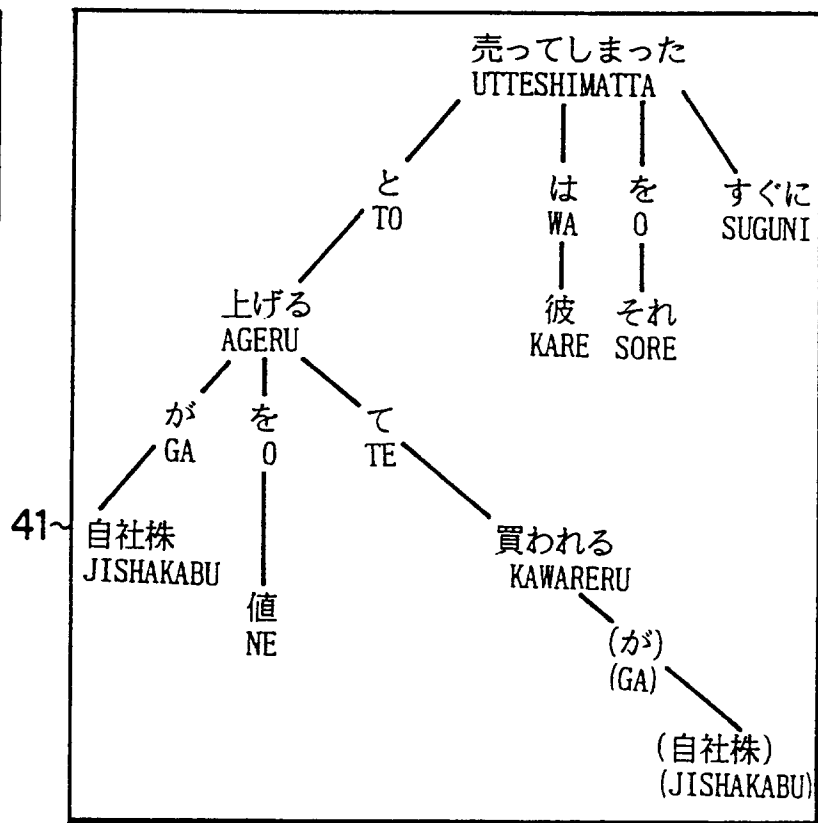 売ってしまった
UTTESHIMATTA
と
TO
は
WA
を
O
すぐに
SUGUNI
上げる
AGERU
彼
KARE
それ
SORE
が
GA
を
O
て
TE
41~
自社株
JISHAKABU
買われる
KAWARERU
値
NE
(が)
(GA)
(自社株)
(JISHAKABU)